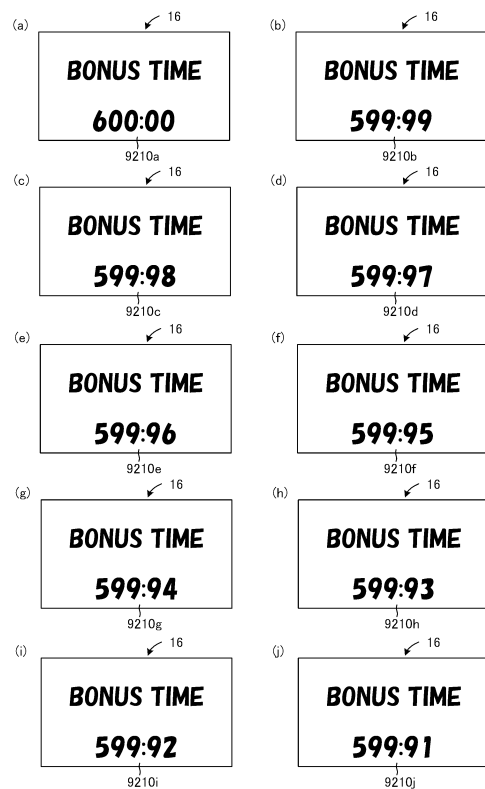 (a) 16
BONUS TIME
600:00
9210a
(b) 16
BONUS TIME
599:99
9210b
(c) 16
BONUS TIME
599:98
9210c
(d) 16
BONUS TIME
599:97
9210d
(e) 16
BONUS TIME
599:96
9210e
(f) 16
BONUS TIME
599:95
9210f
(g) 16
BONUS TIME
599:94
9210g
(h) 16
BONUS TIME
599:93
9210h
(i) 16
BONUS TIME
599:92
9210i
(j) 16
BONUS TIME
599:91
9210j